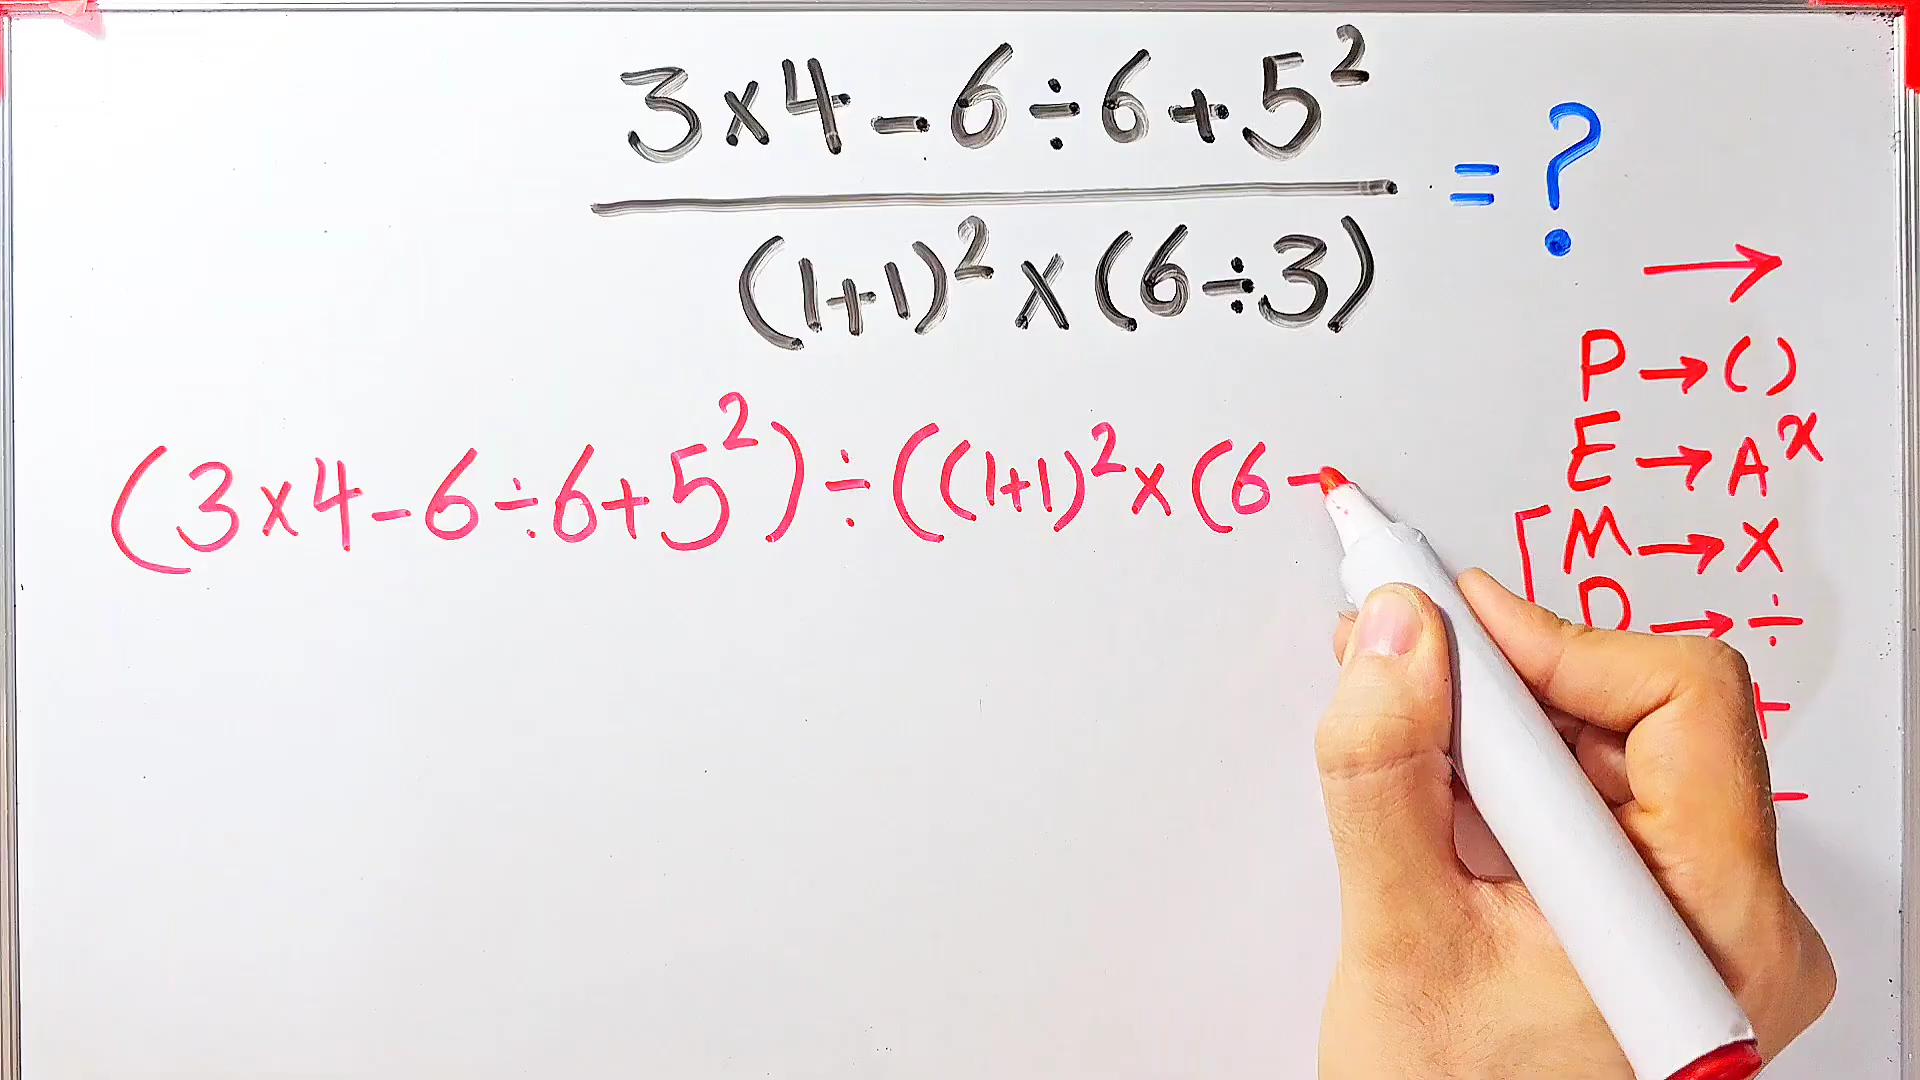 3×4-6÷6+5²
(1+1)²×(6÷3)
= ?
→
P→( )
E→Aˣ
M→×
D→÷
+
-
(3×4-6÷6+5²)÷((1+1)²×(6-